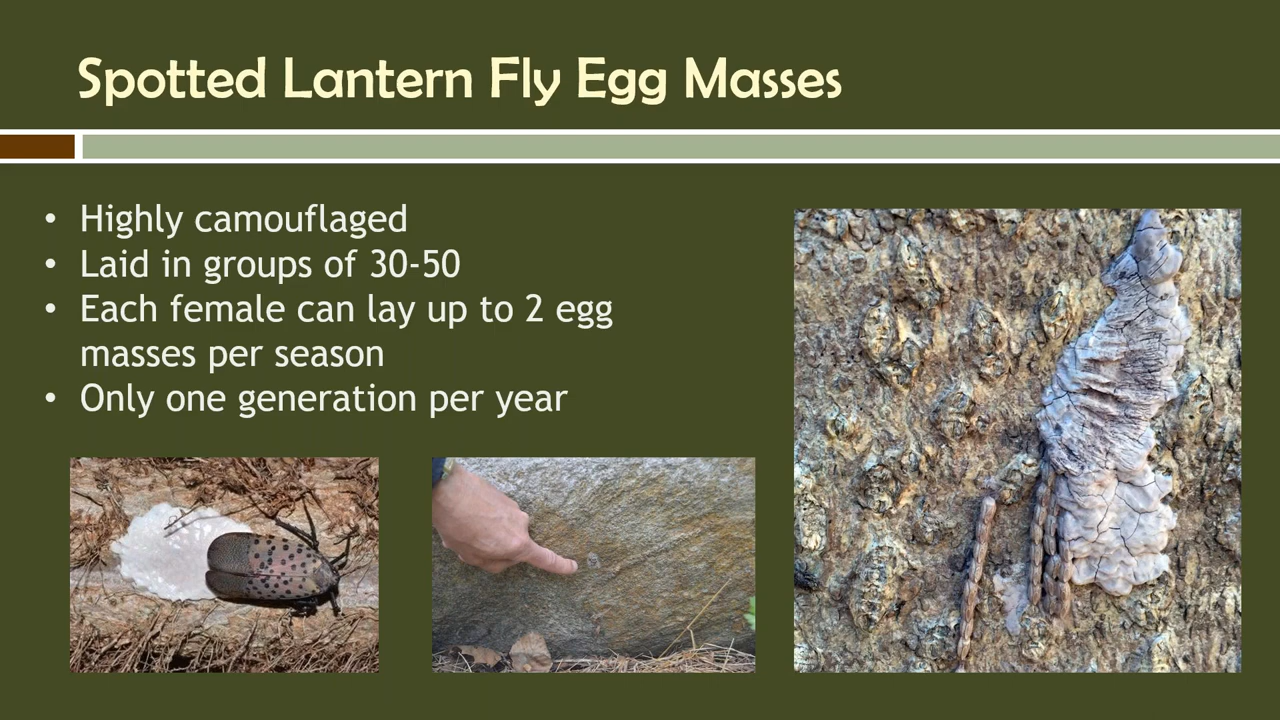 Spotted Lantern Fly Egg Masses
• Highly camouflaged
• Laid in groups of 30-50
• Each female can lay up to 2 egg
masses per season
• Only one generation per year